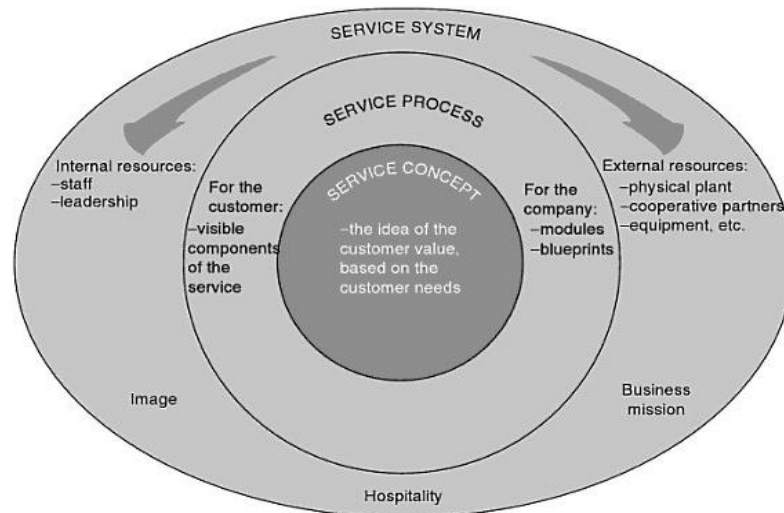 SERVICE SYSTEM
SERVICE PROCESS
SERVICE CONCEPT
Internal resources:
–staff
–leadership
For the
customer:
–visible
components
of the
service
–the idea of the
customer value,
based on the
customer needs
For the
company:
–modules
–blueprints
External resources:
–physical plant
–cooperative partners
–equipment, etc.
Image
Business
mission
Hospitality